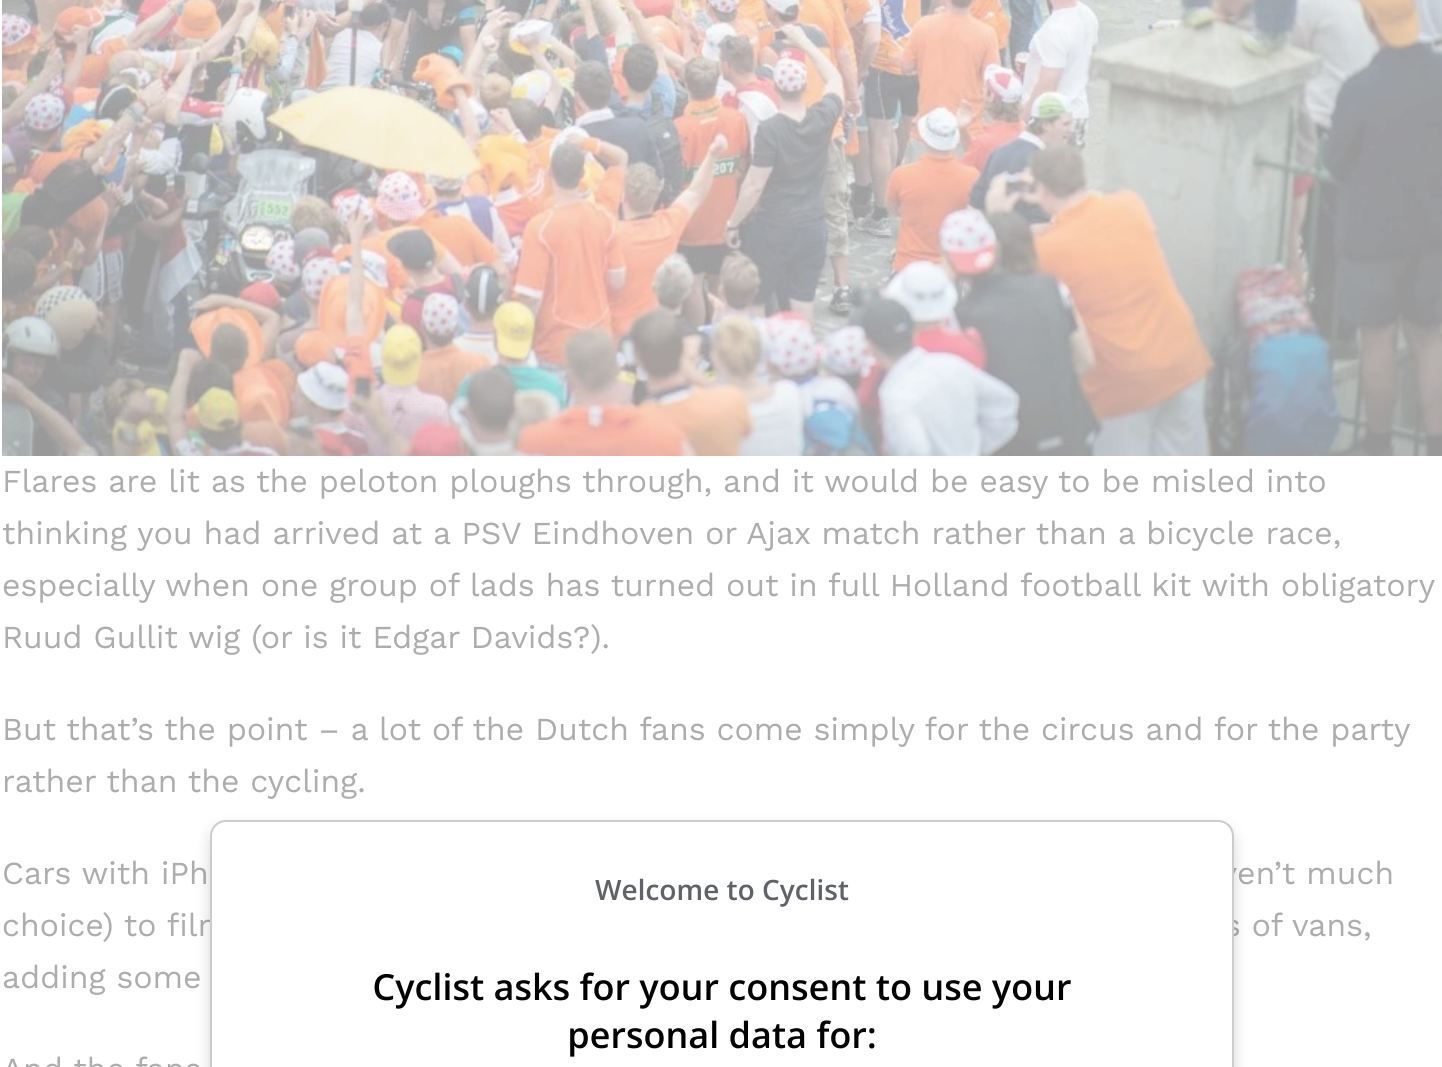 207
552
Flares are lit as the peloton ploughs through, and it would be easy to be misled into
thinking you had arrived at a PSV Eindhoven or Ajax match rather than a bicycle race,
especially when one group of lads has turned out in full Holland football kit with obligatory
Ruud Gullit wig (or is it Edgar Davids?).
But that’s the point – a lot of the Dutch fans come simply for the circus and for the party
rather than the cycling.
Cars with
much
choice) to
of vans,
adding some
Welcome to Cyclist
Cyclist asks for your consent to use your
personal data for: